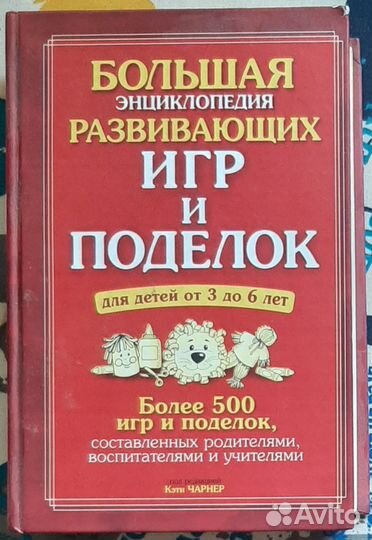 БОЛЬШАЯ
ЭНЦИКЛОПЕДИЯ
РАЗВИВАЮЩИХ
ИГР
И
ПОДЕЛОК
для детей от 3 до 6 лет
Более 500
игр и поделок,
составленных родителями,
воспитателями и учителями
под редакцией
Кэти ЧАРНЕР
Avito